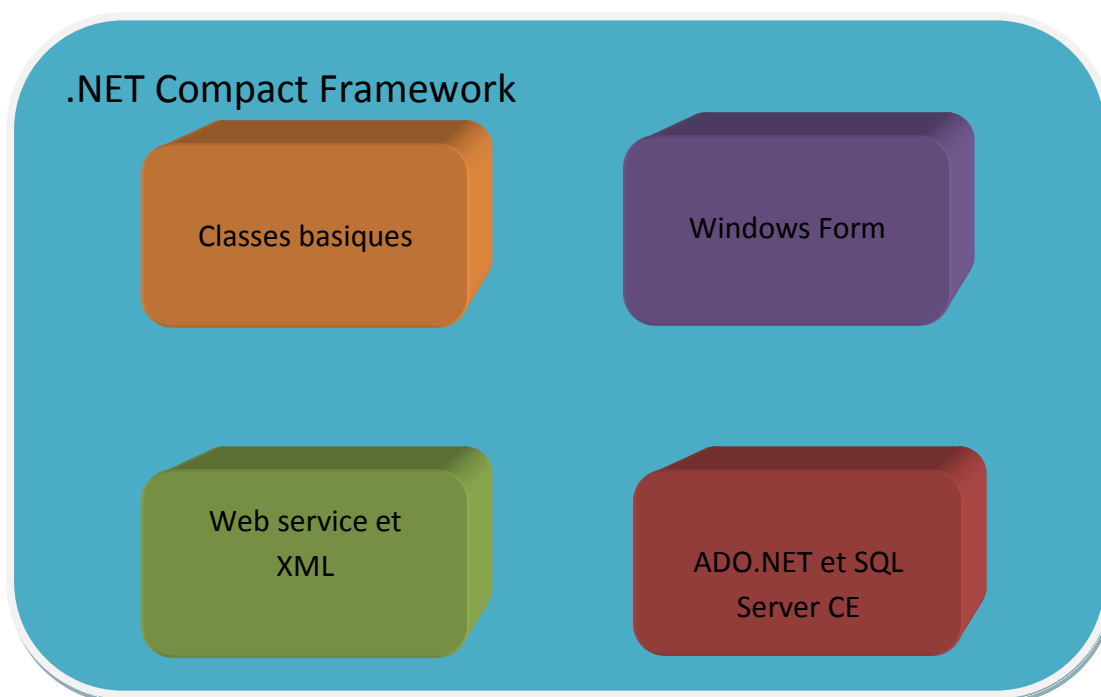 .NET Compact Framework
Classes basiques
Windows Form
Web service et
XML
ADO.NET et SQL
Server CE